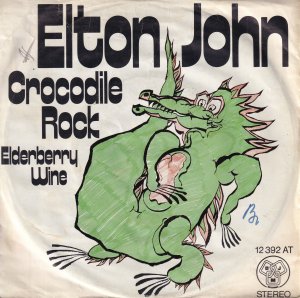 Elton John
Crocodile
Rock
Elderberry
Wine
12 392 AT
STEREO